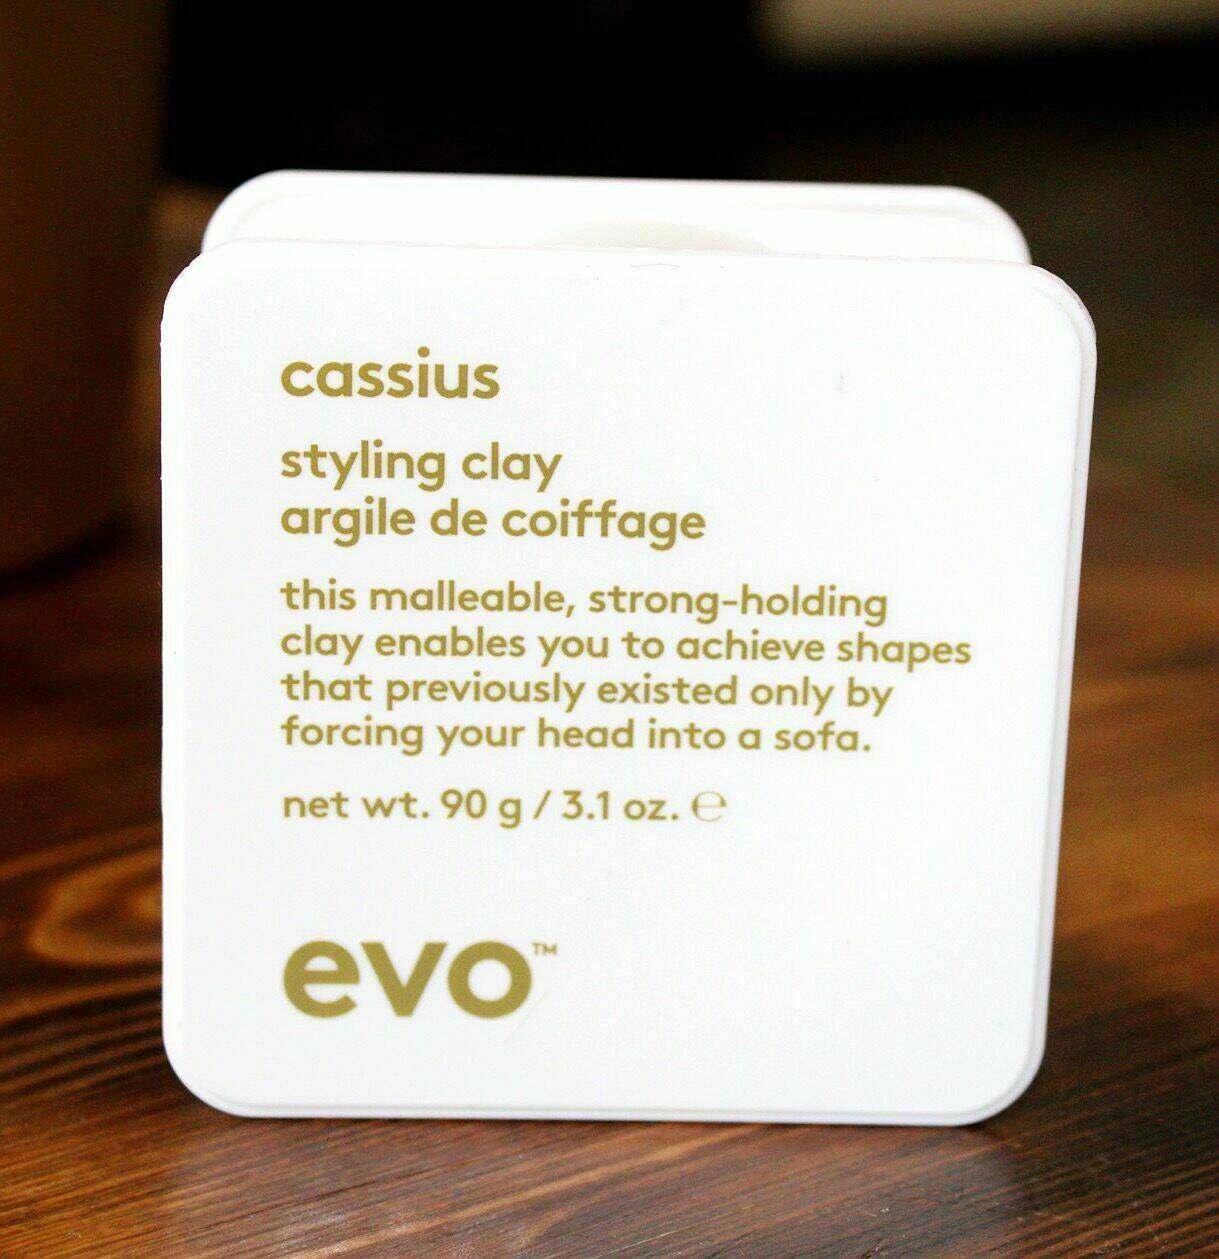 cassius
styling clay
argile de coiffage
this malleable, strong-holding
clay enables you to achieve shapes
that previously existed only by
forcing your head into a sofa.
net wt. 90 g / 3.1 oz. ℮
evo™